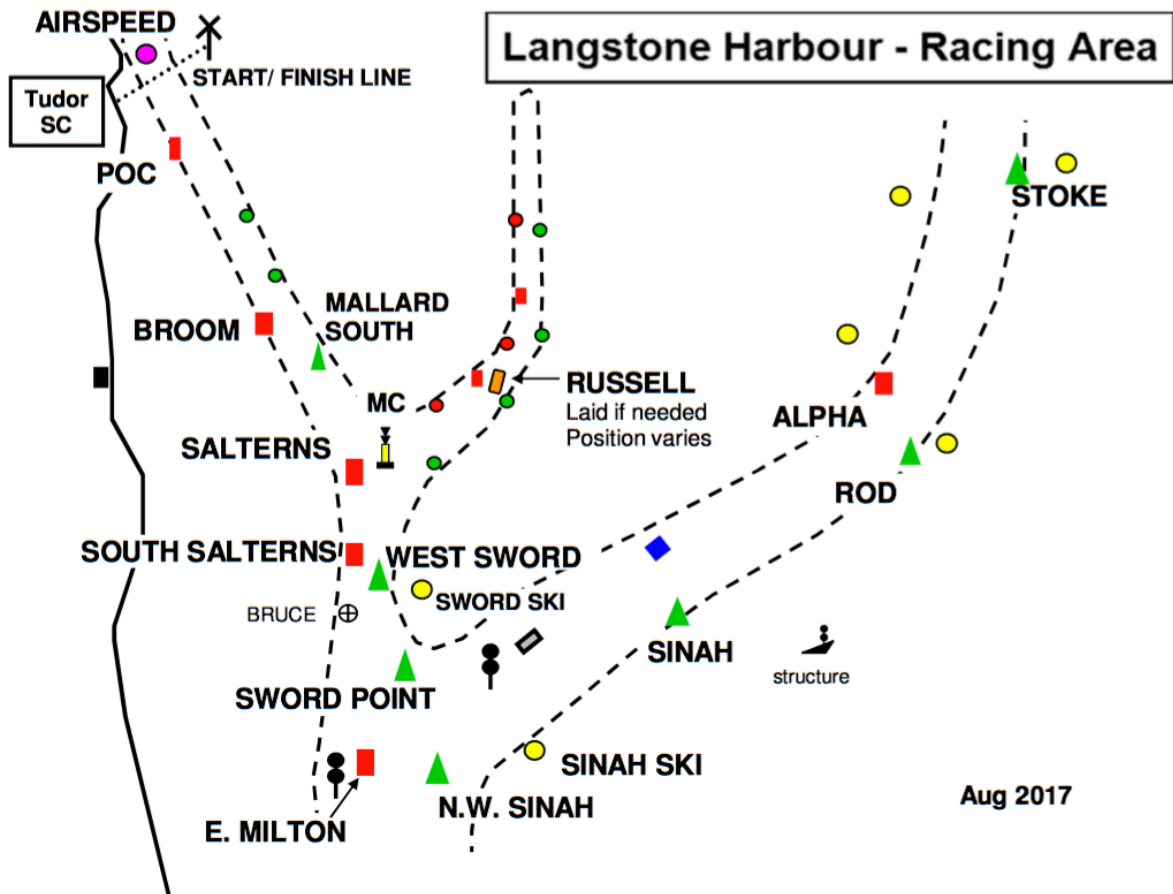 AIRSPEED
Langstone Harbour - Racing Area
START/ FINISH LINE
Tudor
SC
POC
STOKE
MALLARD
SOUTH
BROOM
MC
RUSSELL
Laid if needed
Position varies
ALPHA
SALTERNS
ROD
SOUTH SALTERNS
WEST SWORD
SWORD SKI
BRUCE
SINAH
structure
SWORD POINT
SINAH SKI
N.W. SINAH
Aug 2017
E. MILTON